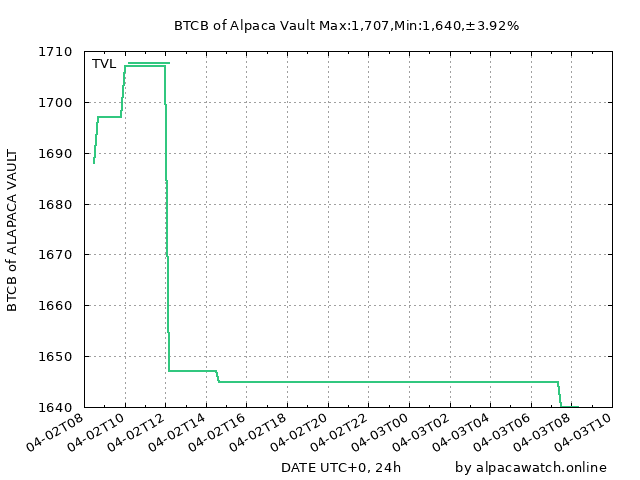 BTCB of Alpaca Vault Max:1,707,Min:1,640,±3.92%
TVL
BTCB of ALAPACA VAULT
1710
1700
1690
1680
1670
1660
1650
1640
04-02T08
04-02T10
04-02T12
04-02T14
04-02T16
04-02T18
04-02T20
04-02T22
04-03T00
04-03T02
04-03T04
04-03T06
04-03T08
04-03T10
DATE UTC+0, 24h
by alpacawatch.online